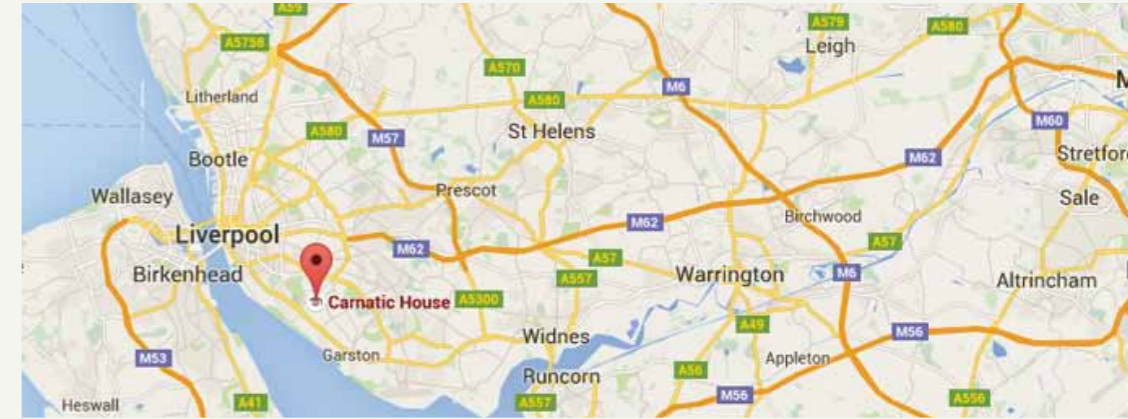 A59
A579
A580
A5758
Leigh
A570
M6
Litherland
A580
M
A580
St Helens
M60
M57
Bootle
M62
Stretford
Prescot
Wallasey
Sale
Birchwood
M62
Liverpool
M62
A57
A57
Birkenhead
A557
Warrington
M6
Altrincham
Carnatic House
A5300
A49
Widnes
M56
Garston
M53
Appleton
A56
Runcorn
M56
A556
Heswall
A41
A557